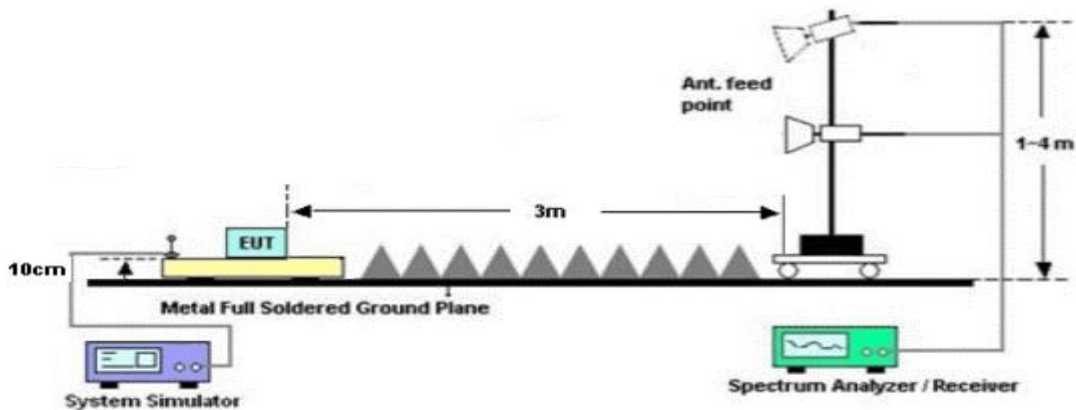 Ant. feed
point
1~4 m
3m
EUT
10cm
Metal Full Soldered Ground Plane
System Simulator
Spectrum Analyzer / Receiver